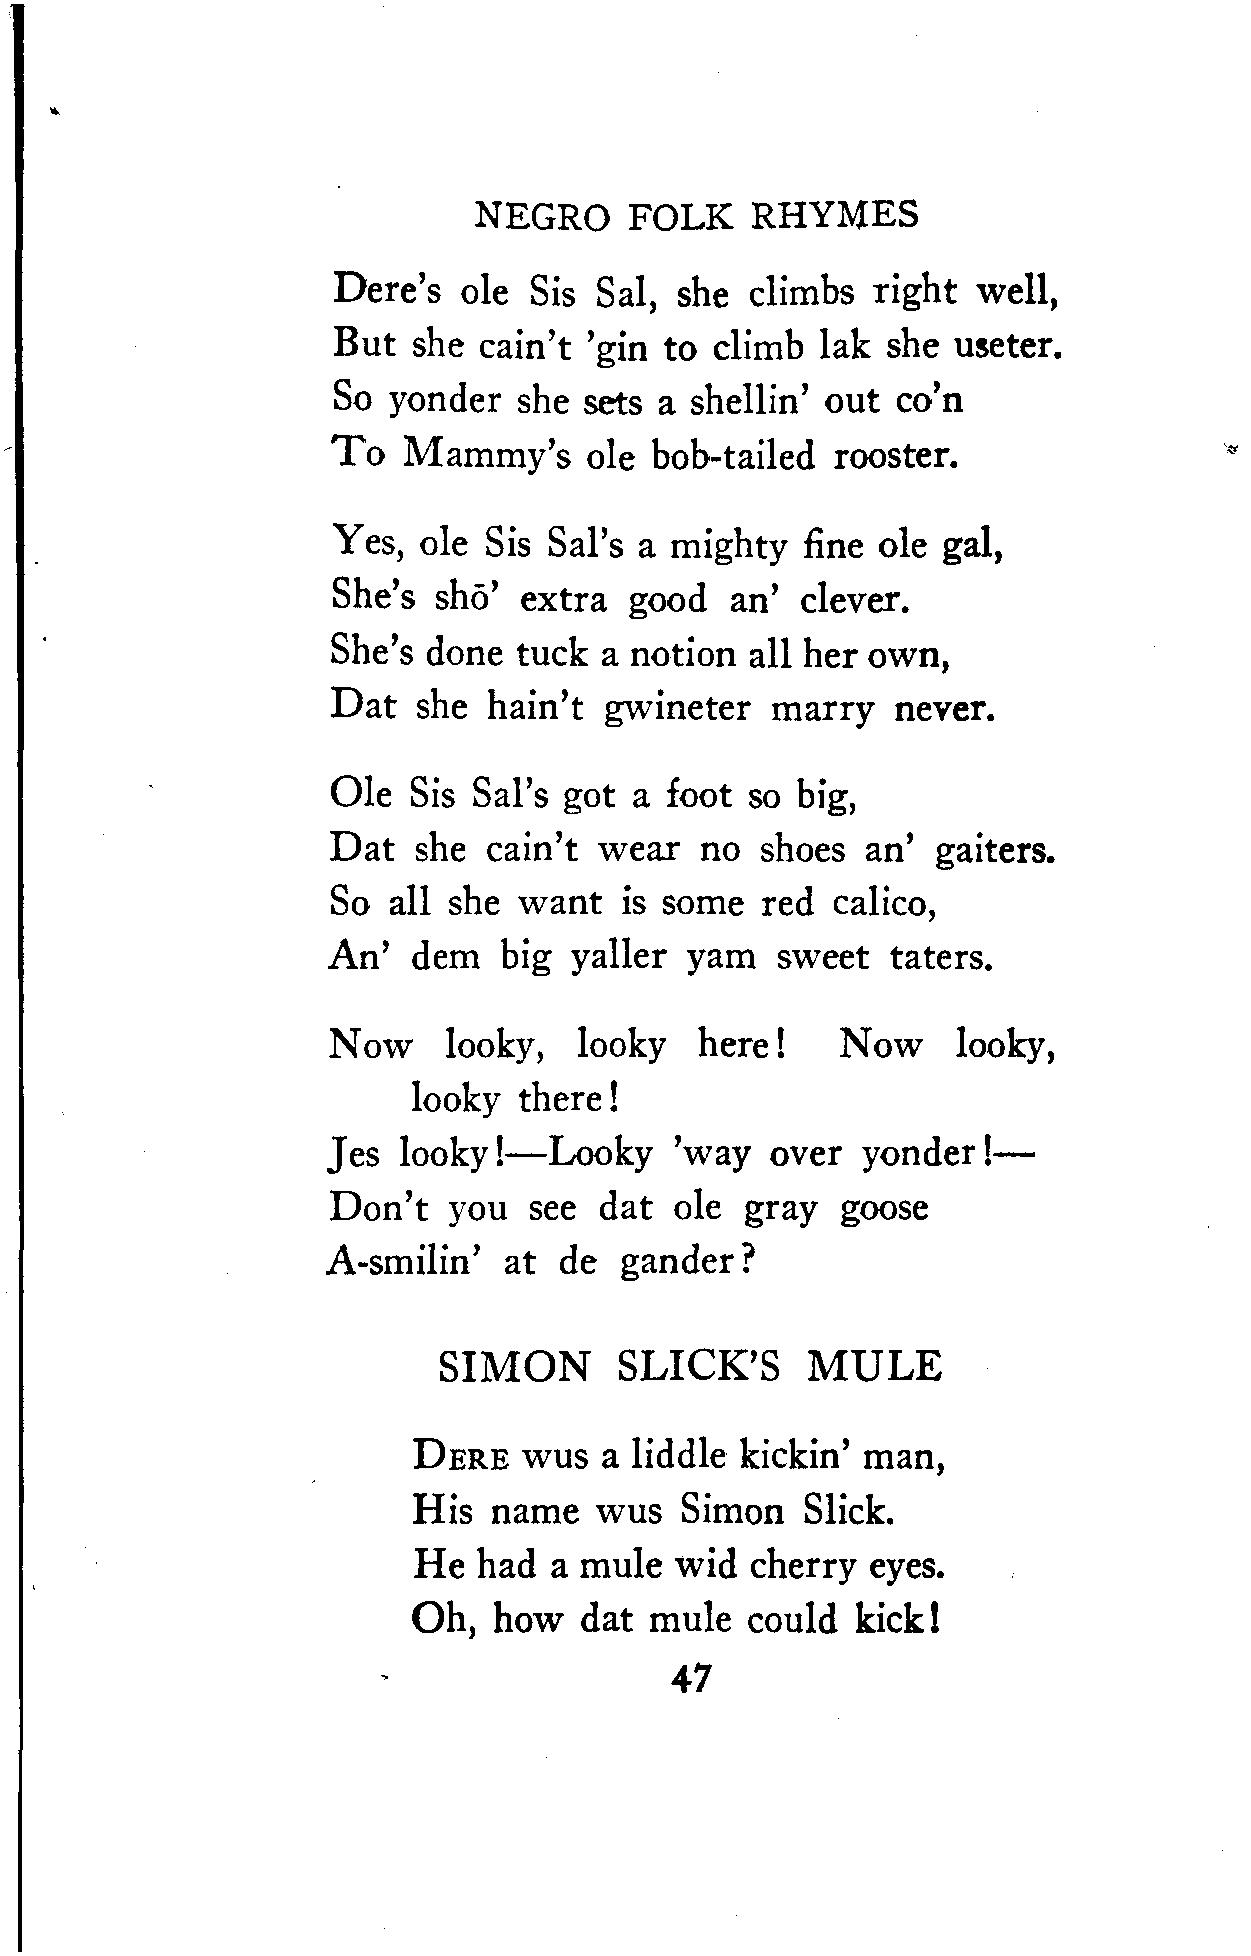 NEGRO FOLK RHYMES
Dere's ole Sis Sal, she climbs right well,
But she cain't 'gin to climb lak she useter.
So yonder she sets a shellin' out co'n
To Mammy's ole bob-tailed rooster.
Yes, ole Sis Sal's a mighty fine ole gal,
She's shō' extra good an' clever.
She's done tuck a notion all her own,
Dat she hain't gwineter marry never.
Ole Sis Sal's got a foot so big,
Dat she cain't wear no shoes an' gaiters.
So all she want is some red calico,
An' dem big yaller yam sweet taters.
Now looky, looky here! Now looky,
looky there!
Jes looky!—Looky 'way over yonder!—
Don't you see dat ole gray goose
A-smilin' at de gander?
SIMON SLICK'S MULE
DERE wus a liddle kickin' man,
His name wus Simon Slick.
He had a mule wid cherry eyes.
Oh, how dat mule could kick!
47